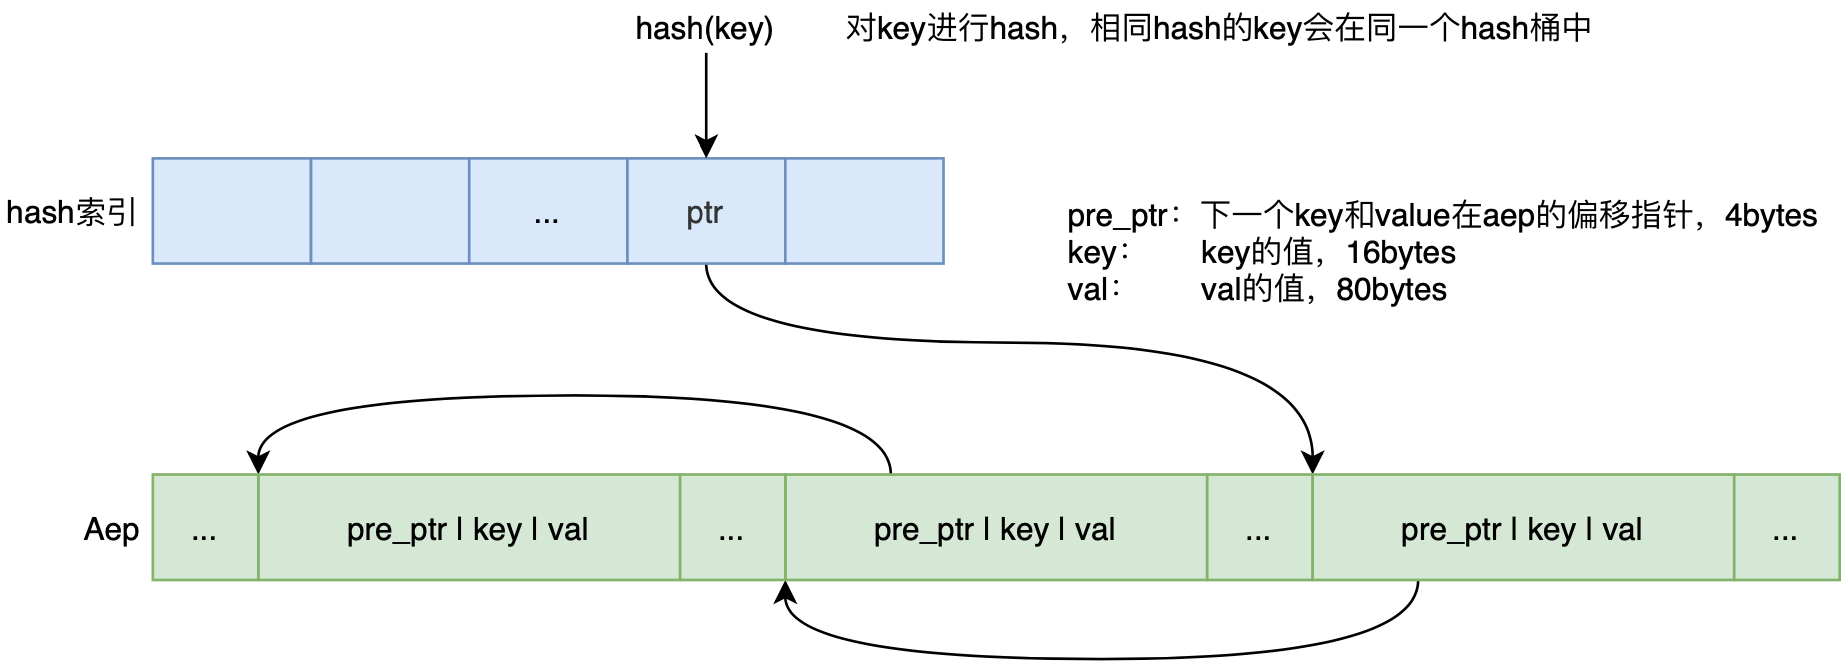 hash(key) 对key进行hash，相同hash的key会在同一个hash桶中
hash索引 ... ptr
pre_ptr：下一个key和value在aep的偏移指针，4bytes
key： key的值，16bytes
val： val的值，80bytes
Aep ... pre_ptr | key | val ... pre_ptr | key | val ... pre_ptr | key | val ...